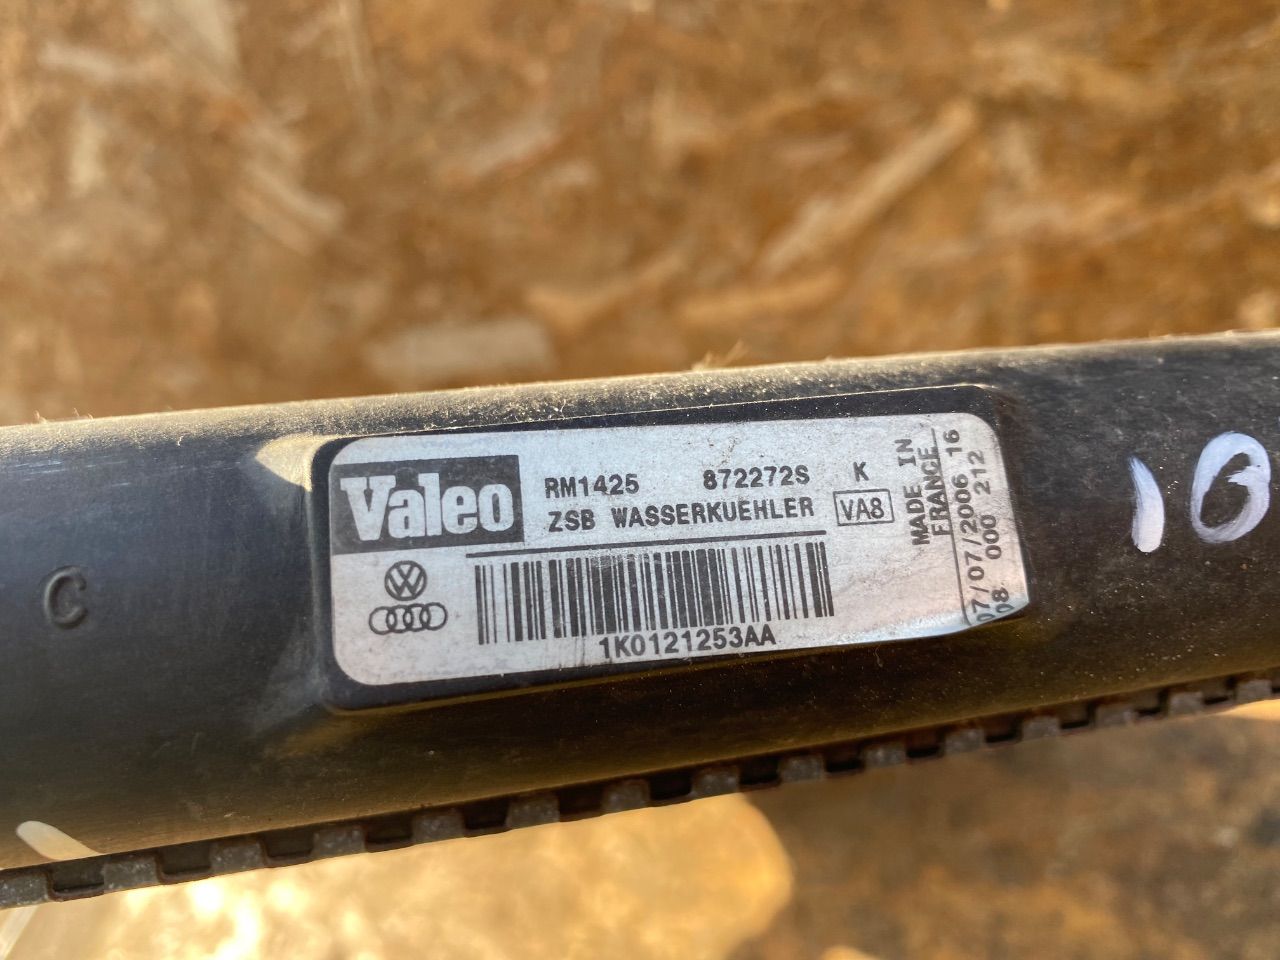 Valeo
RM1425 872272S K
ZSB WASSERKUEHLER VA8
1K0121253AA
MADE IN
FRANCE
07/07/2006 16
08 000 212
C
10